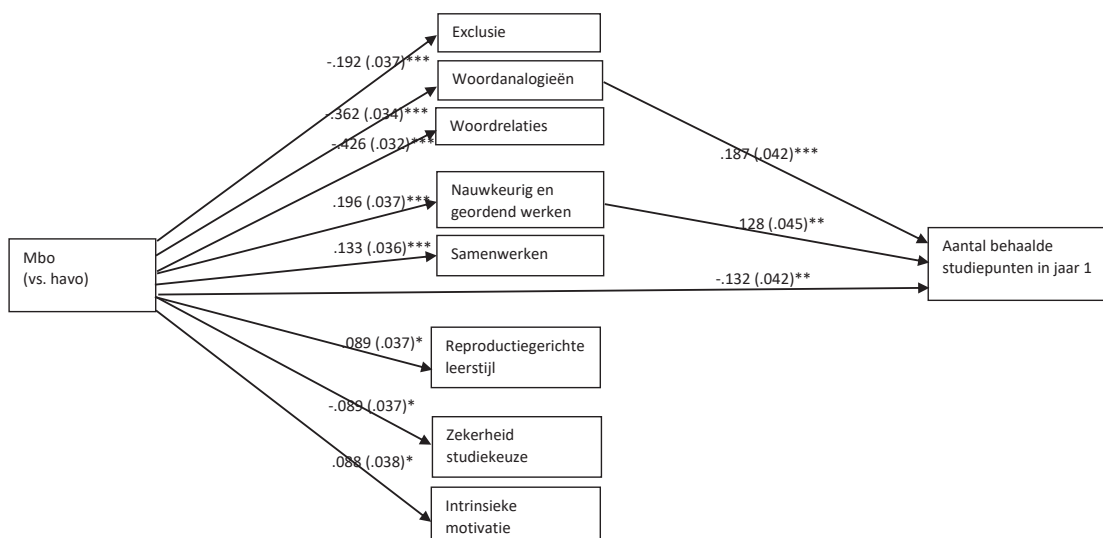 Exclusie
-.192 (.037)***
Woordanalogieën
-.362 (.034)***
Woordrelaties
-.426 (.032)***
.187 (.042)***
Nauwkeurig en
geordend werken
.196 (.037)***
.128 (.045)**
Mbo
(vs. havo)
.133 (.036)***
Samenwerken
Aantal behaalde
studiepunten in jaar 1
-.132 (.042)**
.089 (.037)*
Reproductiegerichte
leerstijl
-.089 (.037)*
Zekerheid
studiekeuze
.088 (.038)*
Intrinsieke
motivatie